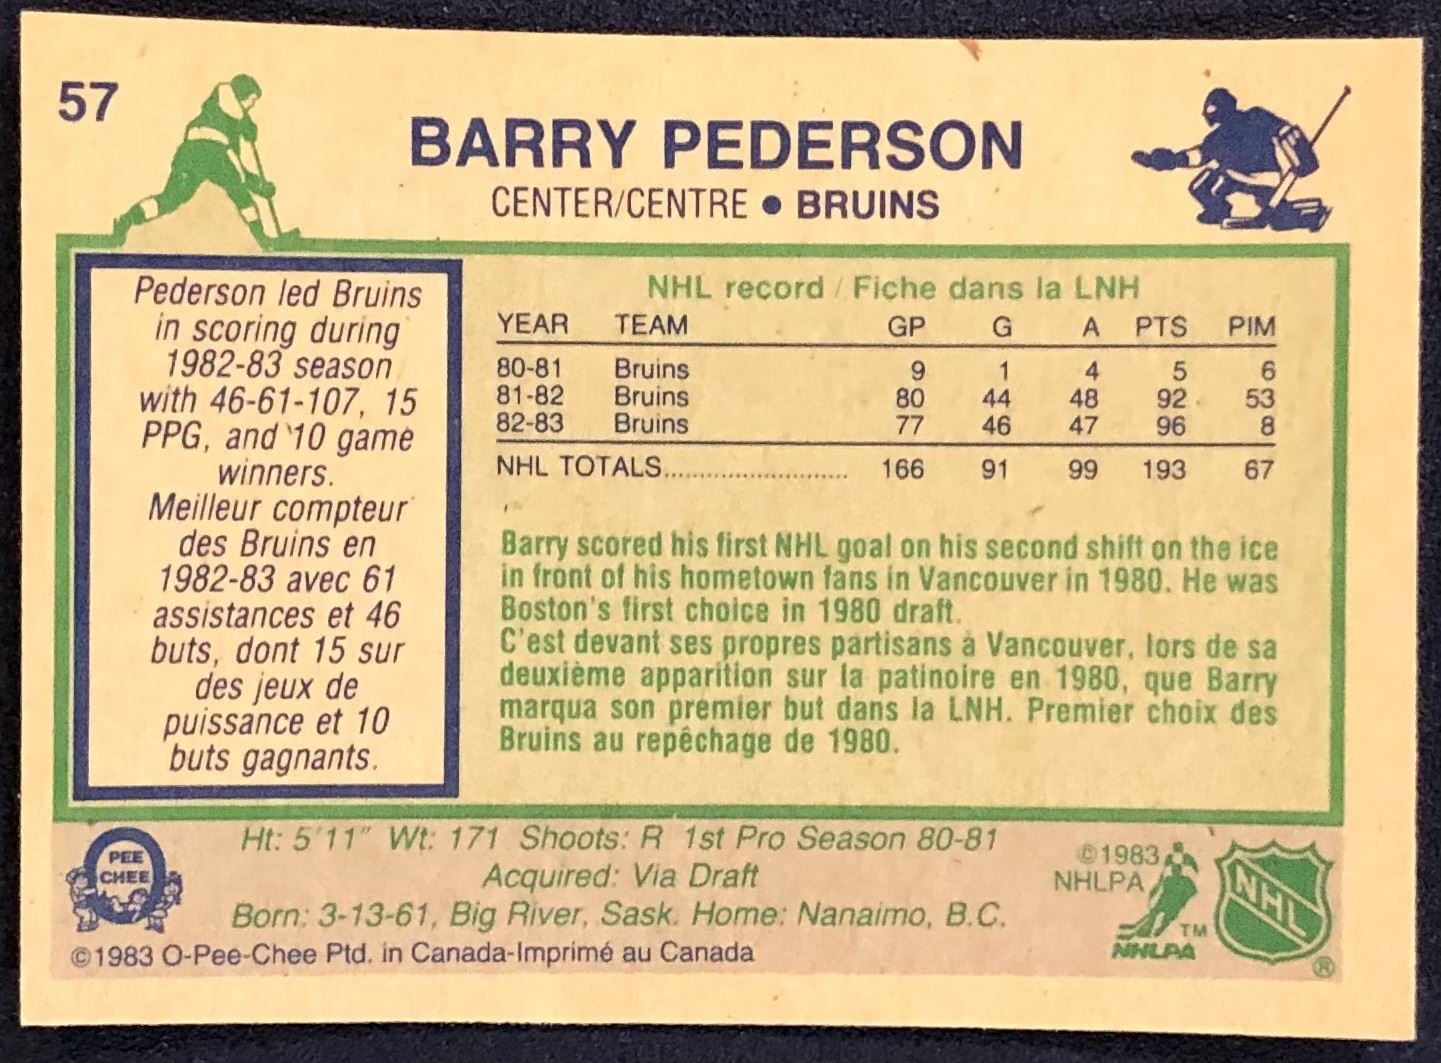 57
BARRY PEDERSON
CENTER/CENTRE • BRUINS
Pederson led Bruins
in scoring during
1982-83 season
with 46-61-107, 15
PPG, and 10 game
winners.
Meilleur compteur
des Bruins en
1982-83 avec 61
assistances et 46
buts, dont 15 sur
des jeux de
puissance et 10
buts gagnants.
NHL record / Fiche dans la LNH
YEAR TEAM GP G A PTS PIM
80-81 Bruins 9 1 4 5 6
81-82 Bruins 80 44 48 92 53
82-83 Bruins 77 46 47 96 8
NHL TOTALS.......................... 166 91 99 193 67
Barry scored his first NHL goal on his second shift on the ice
in front of his hometown fans in Vancouver in 1980. He was
Boston's first choice in 1980 draft.
C'est devant ses propres partisans à Vancouver, lors de sa
deuxième apparition sur la patinoire en 1980, que Barry
marqua son premier but dans la LNH. Premier choix des
Bruins au repêchage de 1980.
PEE
CHEE
Ht: 5'11" Wt: 171 Shoots: R 1st Pro Season 80-81
Acquired: Via Draft
Born: 3-13-61, Big River, Sask. Home: Nanaimo, B.C.
©1983 O-Pee-Chee Ptd. in Canada-Imprimé au Canada
©1983
NHLPA
TM
NHLPA
NHL
®